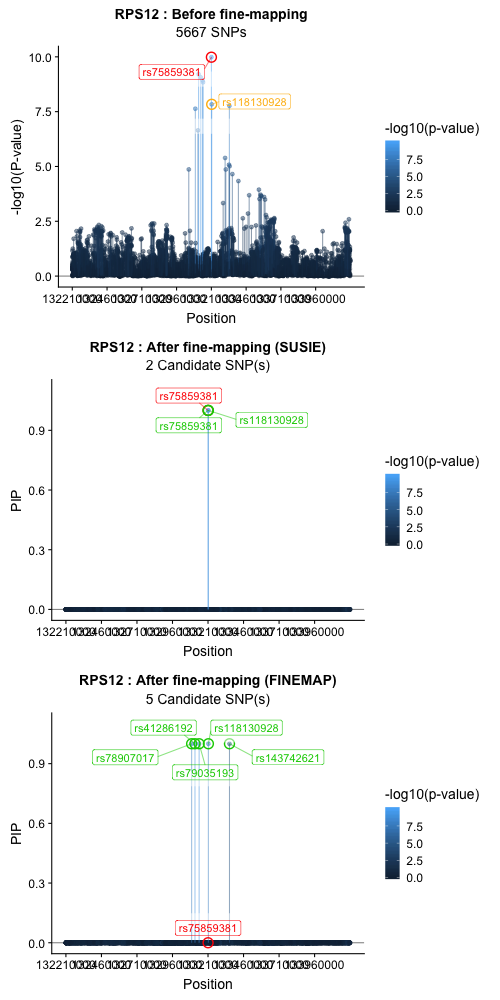 RPS12 : Before fine-mapping
5667 SNPs
10.0
7.5
5.0
2.5
0.0
-log10(P-value)
rs75859381
rs118130928
Position
-log10(p-value)
7.5
5.0
2.5
0.0
RPS12 : After fine-mapping (SUSIE)
2 Candidate SNP(s)
0.9
0.6
0.3
0.0
PIP
rs75859381
rs75859381
rs118130928
Position
-log10(p-value)
7.5
5.0
2.5
0.0
RPS12 : After fine-mapping (FINEMAP)
5 Candidate SNP(s)
0.9
0.6
0.3
0.0
PIP
rs41286192
rs118130928
rs78907017
rs143742621
rs79035193
rs75859381
Position
-log10(p-value)
7.5
5.0
2.5
0.0